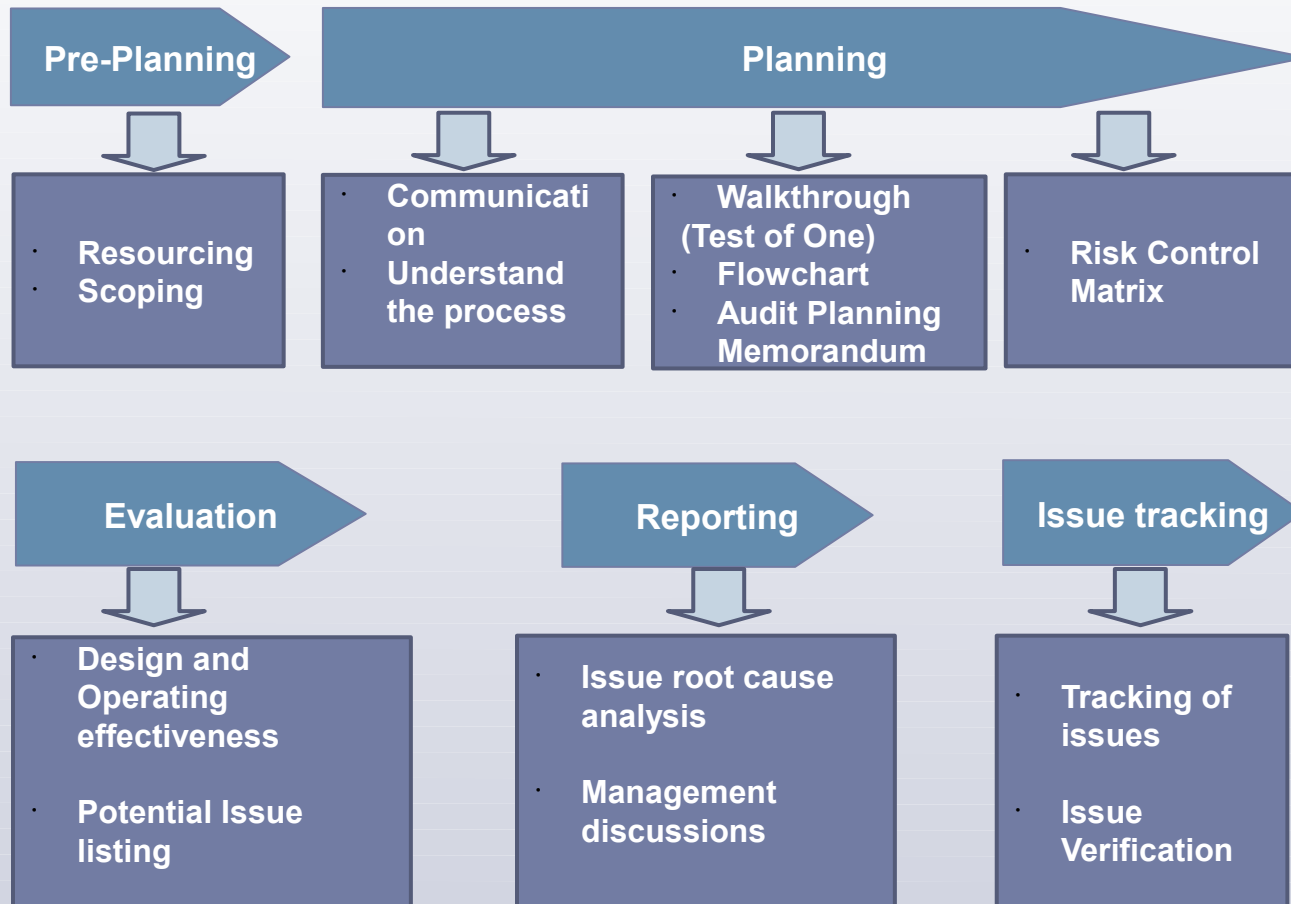 Pre-Planning
Planning
· Resourcing
· Scoping
· Communicati
on
· Understand
the process
· Walkthrough
(Test of One)
· Flowchart
· Audit Planning
Memorandum
· Risk Control
Matrix
Evaluation
Reporting
Issue tracking
· Design and
Operating
effectiveness
· Potential Issue
listing
· Issue root cause
analysis
· Management
discussions
· Tracking of
issues
· Issue
Verification